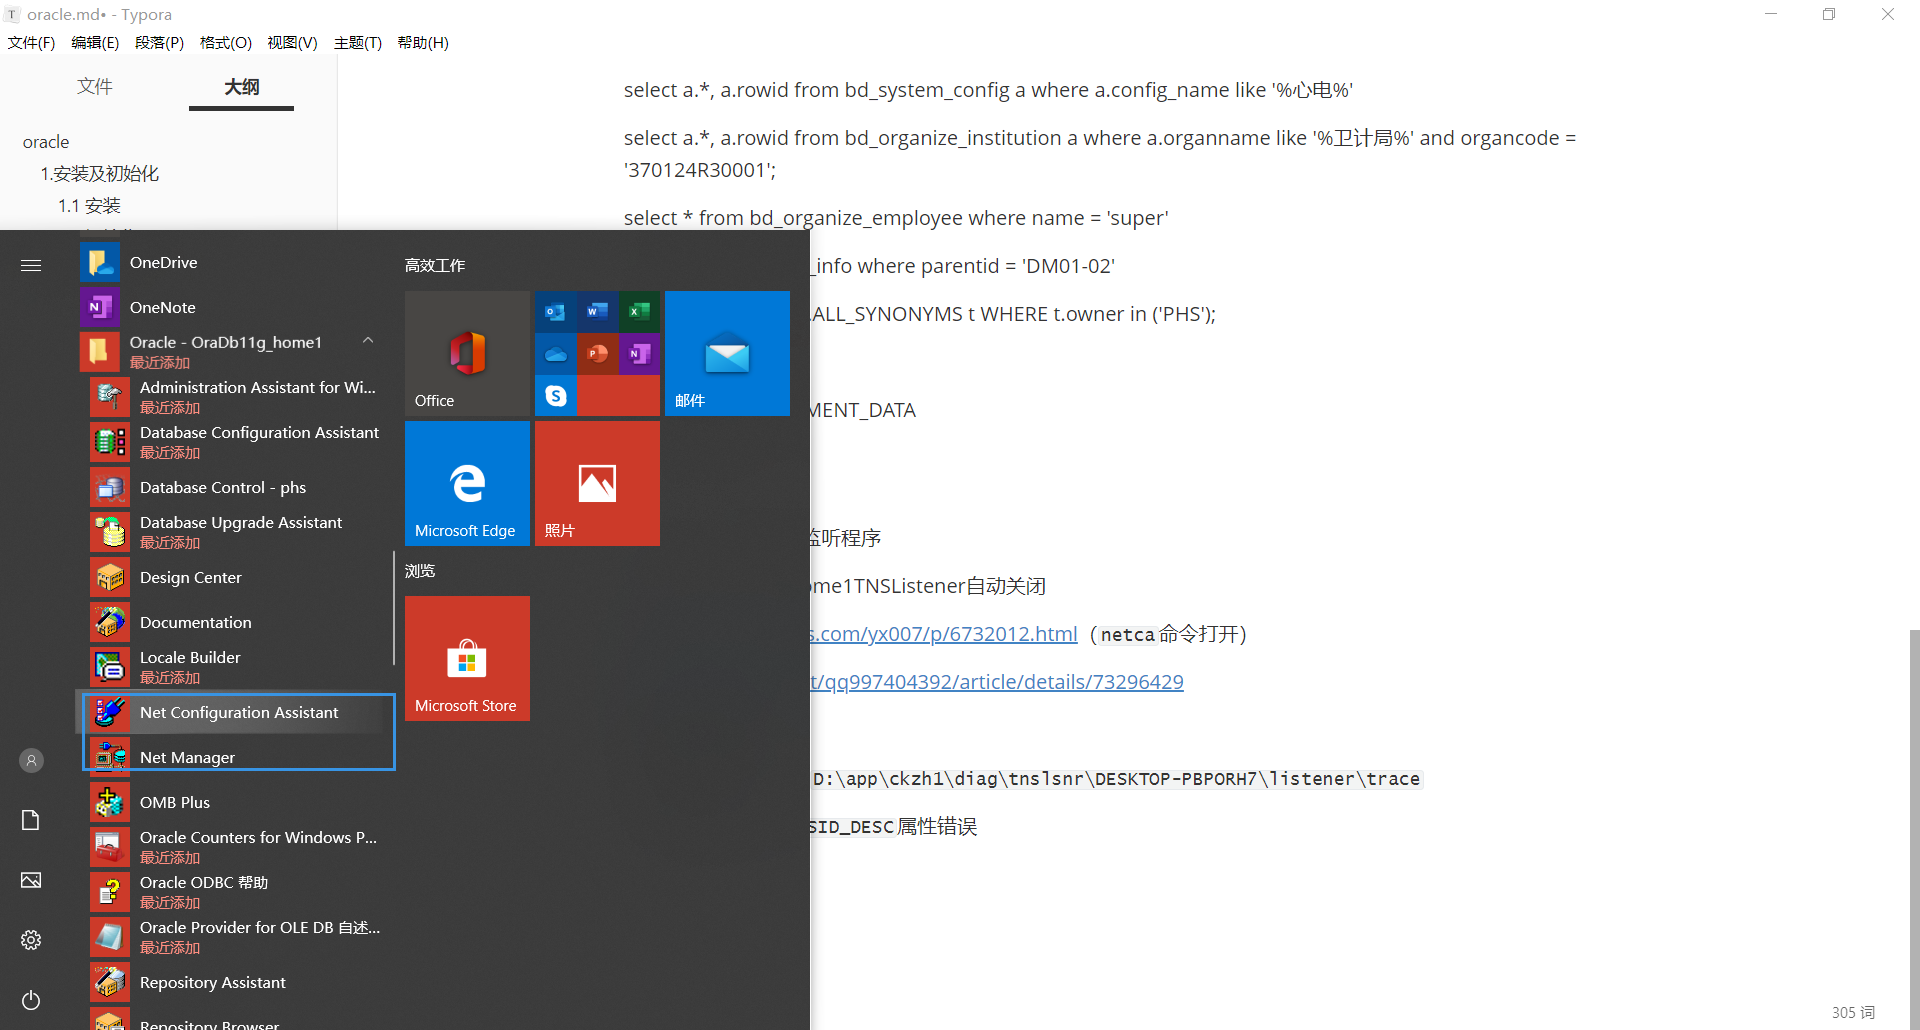 oracle.md• - Typora
文件(F) 编辑(E) 段落(P) 格式(O) 视图(V) 主题(T) 帮助(H)
文件 大纲
oracle
1.安装及初始化
1.1 安装
select a.*, a.rowid from bd_system_config a where a.config_name like '%心电%'
select a.*, a.rowid from bd_organize_institution a where a.organname like '%卫计局%' and organcode =
'370124R30001';
select * from bd_organize_employee where name = 'super'
_info where parentid = 'DM01-02'
.ALL_SYNONYMS t WHERE t.owner in ('PHS');
MENT_DATA
监听程序
ome1TNSListener自动关闭
s.com/yx007/p/6732012.html（netca命令打开）
t/qq997404392/article/details/73296429
D:\app\ckzh1\diag\tnslsnr\DESKTOP-PBPORH7\listener\trace
SID_DESC属性错误
305 词
OneDrive
OneNote
Oracle - OraDb11g_home1
最近添加
Administration Assistant for Wi...
最近添加
Database Configuration Assistant
最近添加
Database Control - phs
Database Upgrade Assistant
最近添加
Design Center
Documentation
Locale Builder
最近添加
Net Configuration Assistant
Net Manager
OMB Plus
Oracle Counters for Windows P...
最近添加
Oracle ODBC 帮助
最近添加
Oracle Provider for OLE DB 自述...
最近添加
Repository Assistant
Repository Browser
高效工作
Office
邮件
Microsoft Edge
照片
浏览
Microsoft Store